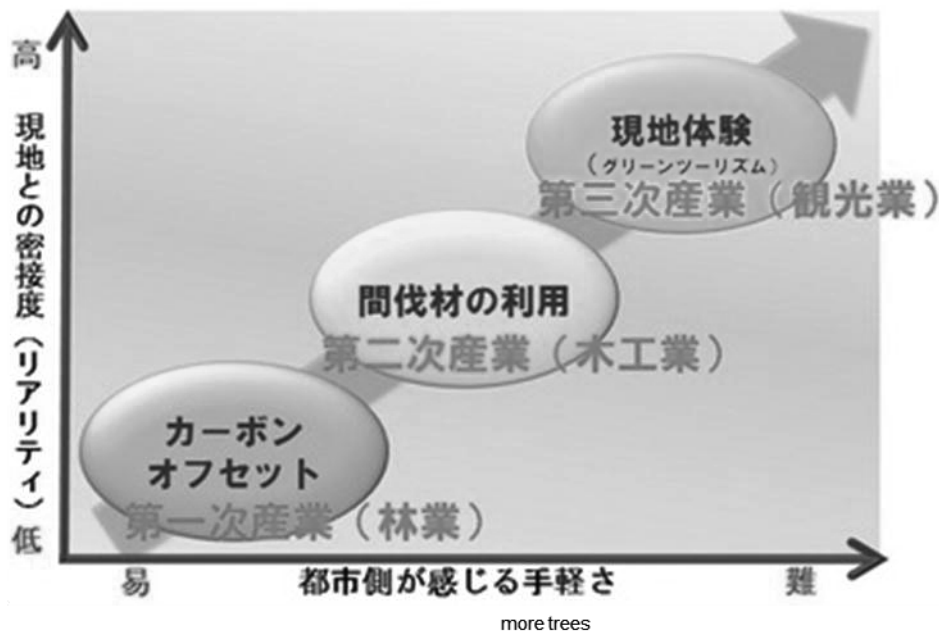 高
現地との密接度（リアリティ）
低
現地体験
（グリーンツーリズム）
第三次産業（観光業）
間伐材の利用
第二次産業（木工業）
カーボン
オフセット
第一次産業（林業）
易
都市側が感じる手軽さ
難
more trees